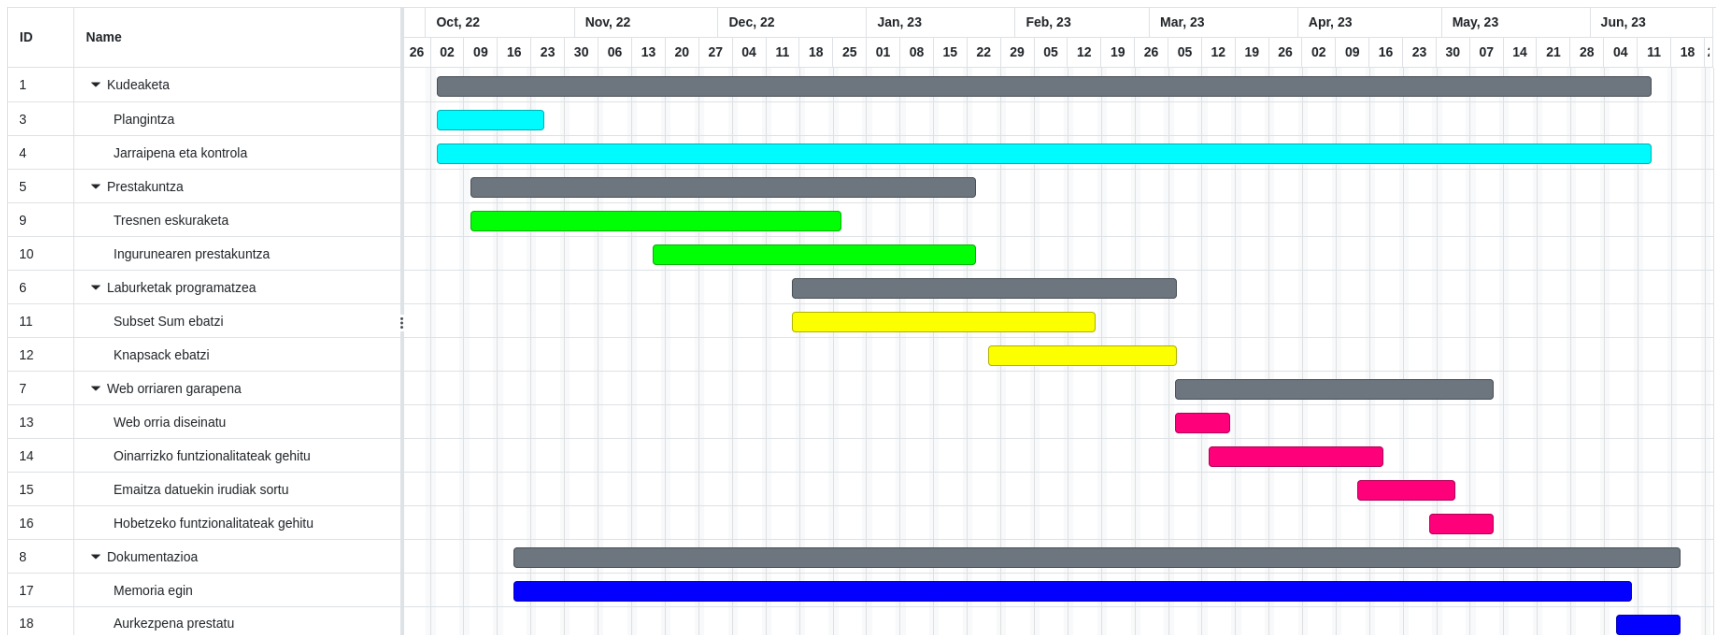 Oct, 22 Nov, 22 Dec, 22 Jan, 23 Feb, 23 Mar, 23 Apr, 23 May, 23 Jun, 23
ID Name
26 02 09 16 23 30 06 13 20 27 04 11 18 25 01 08 15 22 29 05 12 19 26 05 12 19 26 02 09 16 23 30 07 14 21 28 04 11 18
1 Kudeaketa
3 Plangintza
4 Jarraipena eta kontrola
5 Prestakuntza
9 Tresnen eskuraketa
10 Ingurunearen prestakuntza
6 Laburketak programatzea
11 Subset Sum ebatzi
12 Knapsack ebatzi
7 Web orriaren garapena
13 Web orria diseinatu
14 Oinarrizko funtzionalitateak gehitu
15 Emaitza datuekin irudiak sortu
16 Hobetzeko funtzionalitateak gehitu
8 Dokumentazioa
17 Memoria egin
18 Aurkezpena prestatu